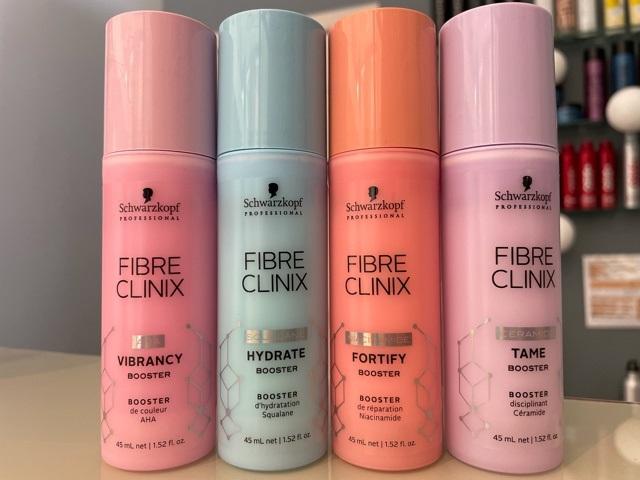 Schwarzkopf
PROFESSIONAL
FIBRE
CLINIX
AHA
VIBRANCY
BOOSTER
BOOSTER
de couleur
AHA
45 mL net | 1.52 fl. oz.
Schwarzkopf
PROFESSIONAL
FIBRE
CLINIX
SQUALANE
HYDRATE
BOOSTER
BOOSTER
d'hydratation
Squalane
45 mL net | 1.52 fl. oz.
Schwarzkopf
PROFESSIONAL
FIBRE
CLINIX
NIACINAMIDE
FORTIFY
BOOSTER
BOOSTER
de réparation
Niacinamide
45 mL net | 1.52 fl. oz.
Schwarzkopf
PROFESSIONAL
FIBRE
CLINIX
CERAMIDE
TAME
BOOSTER
BOOSTER
disciplinant
Céramide
45 mL net | 1.52 fl. oz.